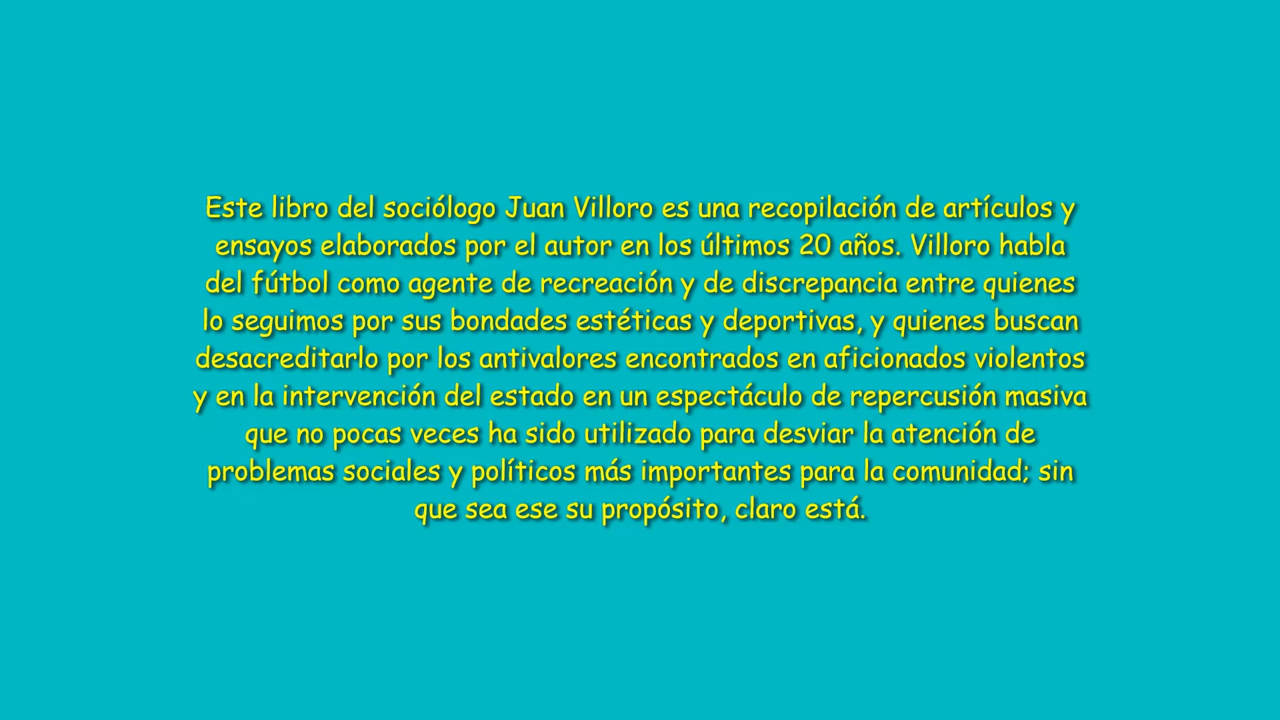 Este libro del sociólogo Juan Villoro es una recopilación de artículos y
ensayos elaborados por el autor en los últimos 20 años. Villoro habla
del fútbol como agente de recreación y de discrepancia entre quienes
lo seguimos por sus bondades estéticas y deportivas, y quienes buscan
desacreditarlo por los antivalores encontrados en aficionados violentos
y en la intervención del estado en un espectáculo de repercusión masiva
que no pocas veces ha sido utilizado para desviar la atención de
problemas sociales y políticos más importantes para la comunidad; sin
que sea ese su propósito, claro está.